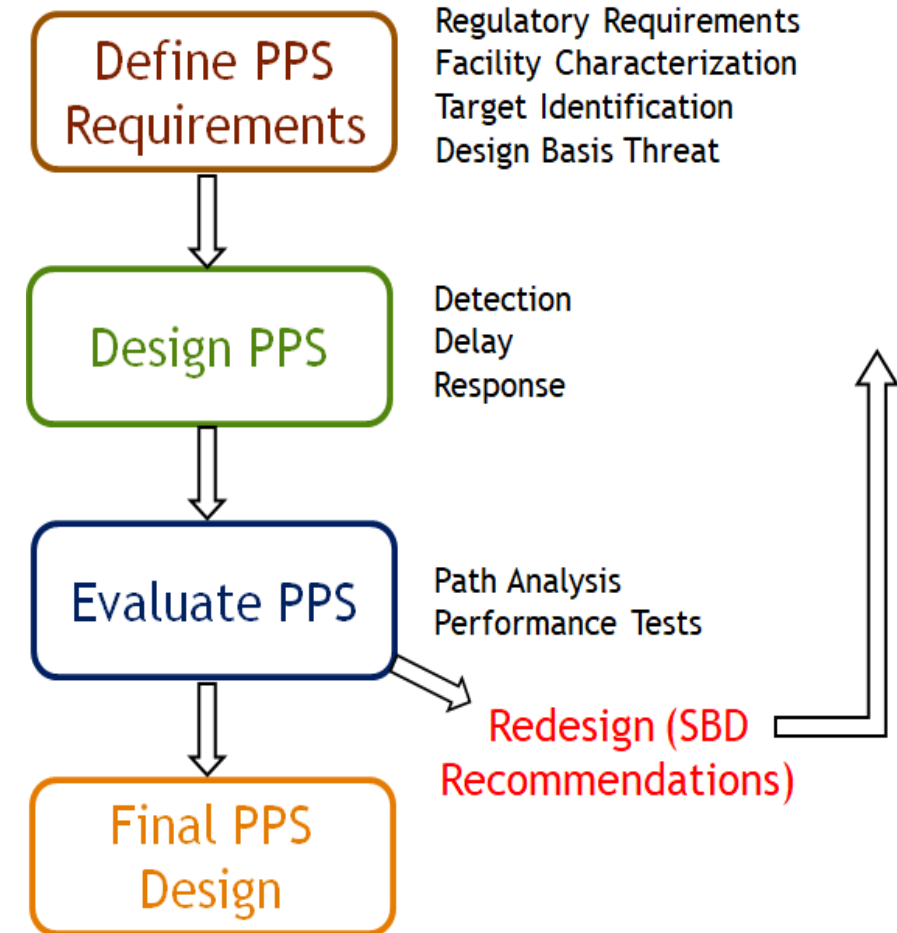 Define PPS
Requirements
Regulatory Requirements
Facility Characterization
Target Identification
Design Basis Threat
Design PPS
Detection
Delay
Response
Evaluate PPS
Path Analysis
Performance Tests
Redesign (SBD
Recommendations)
Final PPS
Design